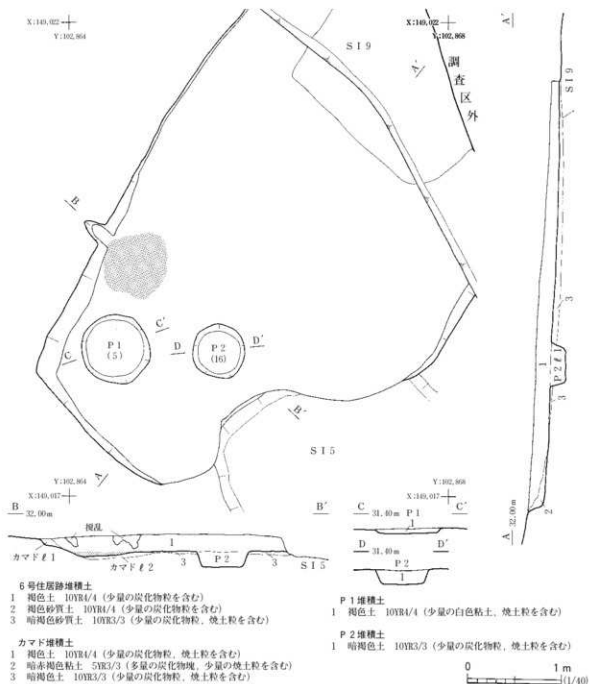 X:149,022
Y:102,864
X:149,022
Y:102,868
SI9
調査区外
A′
A′
SI9
B
C′
P1
(5)
D
P2
(16)
D′
C
3
1
P2ℓ1
3
B′
A
SI5
Y:102,864
X:149,017
Y:102,868
X:149,017
A 32.00m
2
B
32.00m
B′
撹乱
1
カマドℓ1
カマドℓ2
3
P2
3
SI5
C
31.40m
P1
C′
1
D
31.40m
D′
P2
1
6号住居跡堆積土
1 褐色土 10YR4/4(少量の炭化物粒を含む)
2 褐色砂質土 10YR4/4(少量の炭化物粒を含む)
3 暗褐色砂質土 10YR3/3(少量の炭化物粒、焼土粒を含む)
カマド堆積土
1 褐色土 10YR4/4(少量の炭化物粒、焼土粒を含む)
2 暗赤褐色粘土 5YR3/3(多量の炭化物塊、少量の焼土粒を含む)
3 暗褐色土 10YR3/3(少量の炭化物粒、焼土粒を含む)
P1堆積土
1 褐色土 10YR4/4(少量の白色粘土、焼土粒を含む)
P2堆積土
1 暗褐色土 10YR3/3(少量の炭化物粒、焼土粒を含む)
0 1m
(1/40)